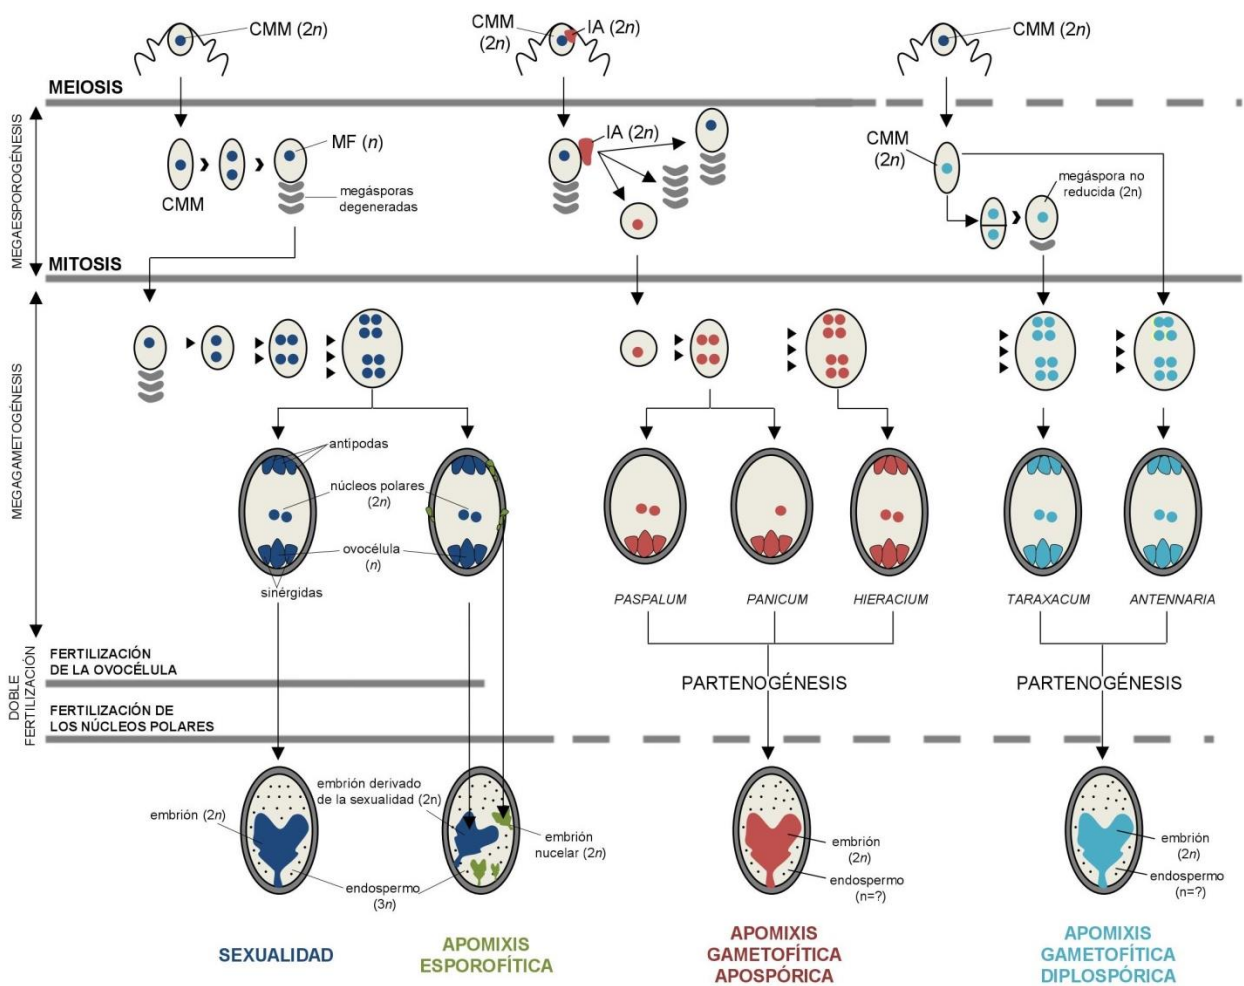 CMM (2n)
CMM
(2n)
IA (2n)
CMM (2n)
MEIOSIS
MEGAESPOROGÉNESIS
MF (n)
CMM
megásporas
degeneradas
IA (2n)
CMM
(2n)
megáspora no
reducida (2n)
MITOSIS
MEGAGAMETOGÉNESIS
antípodas
núcleos polares
(2n)
ovocélula
(n)
sinérgidas
PASPALUM
PANICUM
HIERACIUM
TARAXACUM
ANTENNARIA
DOBLE
FERTILIZACIÓN
FERTILIZACIÓN
DE LA OVOCÉLULA
PARTENOGÉNESIS
PARTENOGÉNESIS
FERTILIZACIÓN DE
LOS NÚCLEOS POLARES
embrión (2n)
embrión derivado
de la sexualidad (2n)
endospermo
(3n)
embrión
nucelar (2n)
embrión
(2n)
endospermo
(n=?)
embrión
(2n)
endospermo
(n=?)
SEXUALIDAD
APOMIXIS
ESPOROFÍTICA
APOMIXIS
GAMETOFÍTICA
APOSPÓRICA
APOMIXIS
GAMETOFÍTICA
DIPLOSPÓRICA